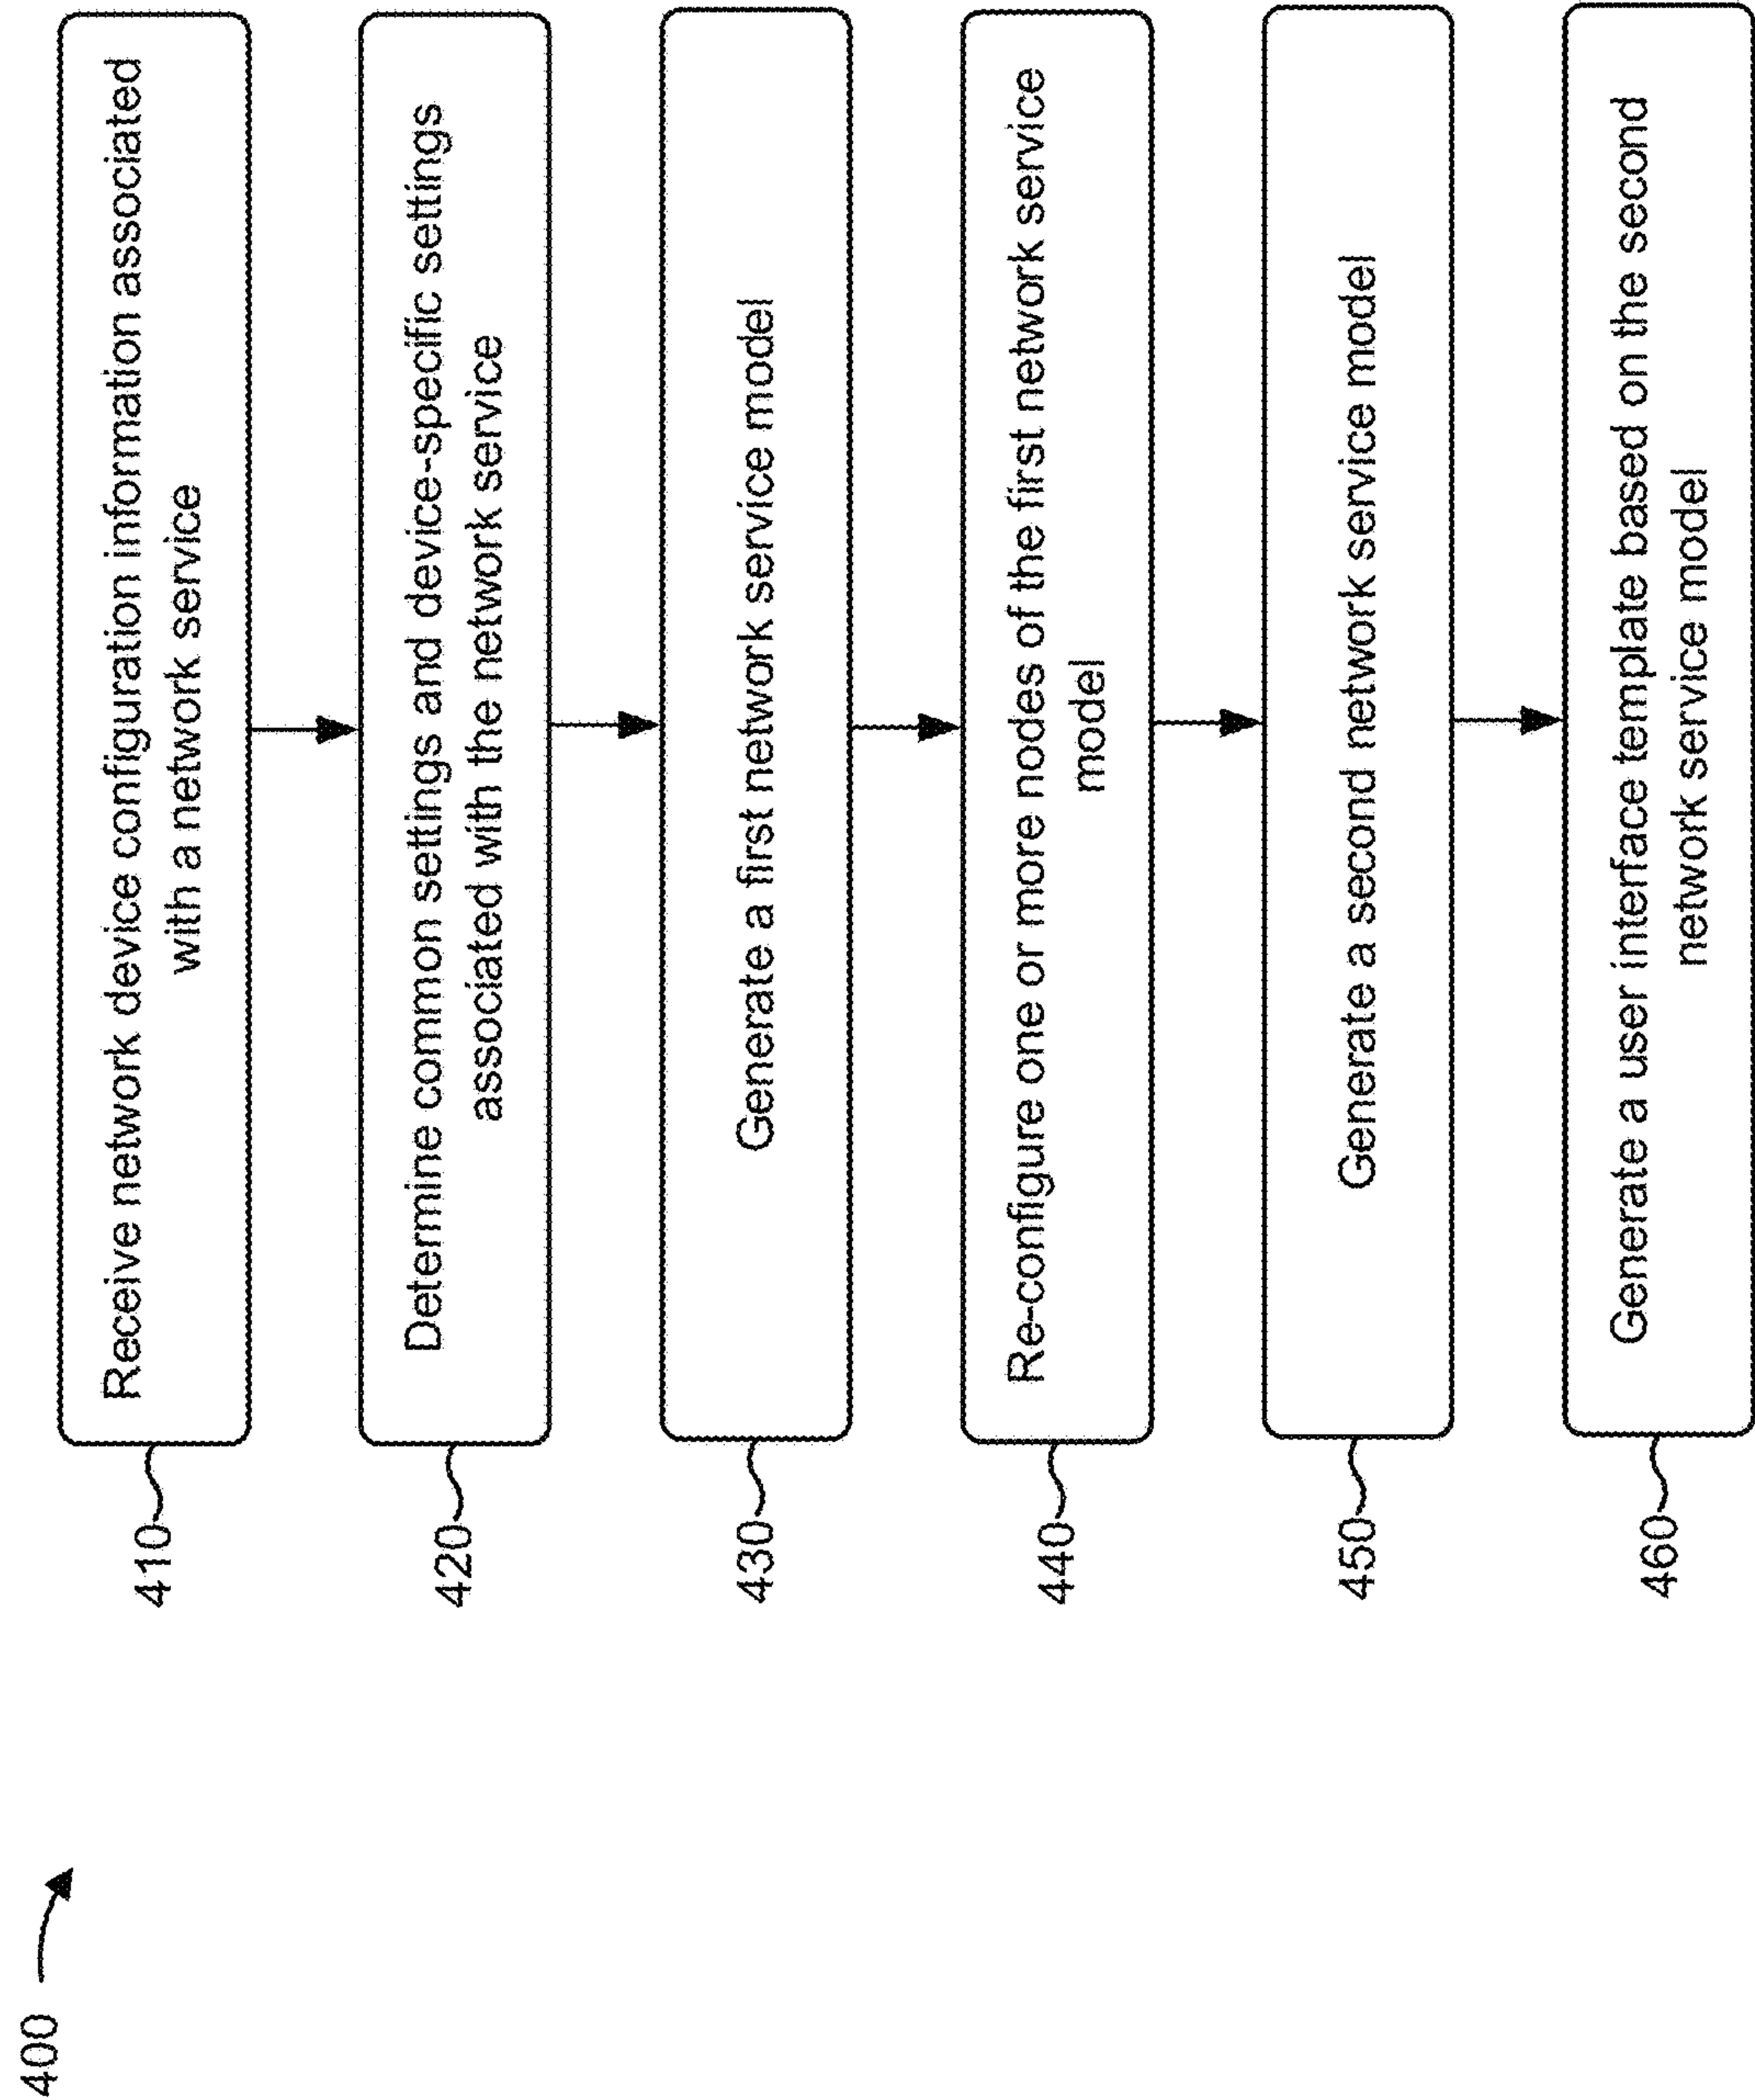 400
410
Receive network device configuration information associated
with a network service
420
Determine common settings and device-specific settings
associated with the network service
430
Generate a first network service model
440
Re-configure one or more nodes of the first network service
model
450
Generate a second network service model
460
Generate a user interface template based on the second
network service model